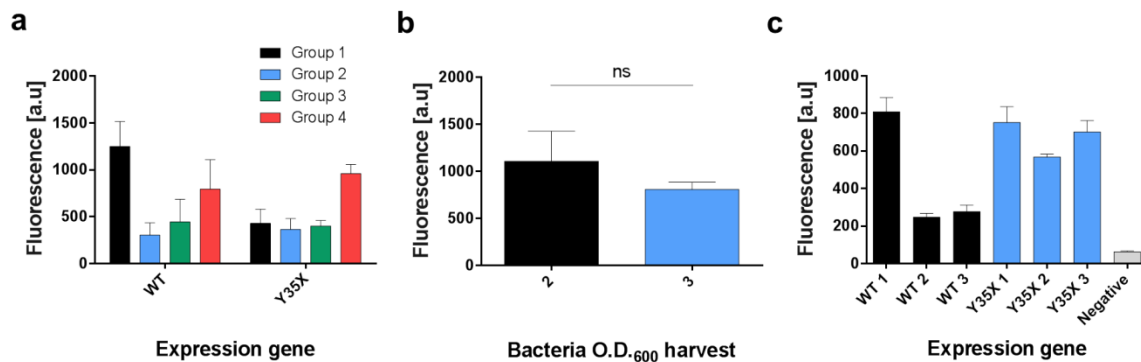 a
Group 1
Group 2
Group 3
Group 4
Fluorescence [a.u]
2000
1500
1000
500
0
WT
Y35X
Expression gene
b
ns
Fluorescence [a.u]
2000
1500
1000
500
0
2
3
Bacteria O.D.600 harvest
c
Fluorescence [a.u]
1000
800
600
400
200
0
WT 1
WT 2
WT 3
Y35X 1
Y35X 2
Y35X 3
Negative
Expression gene